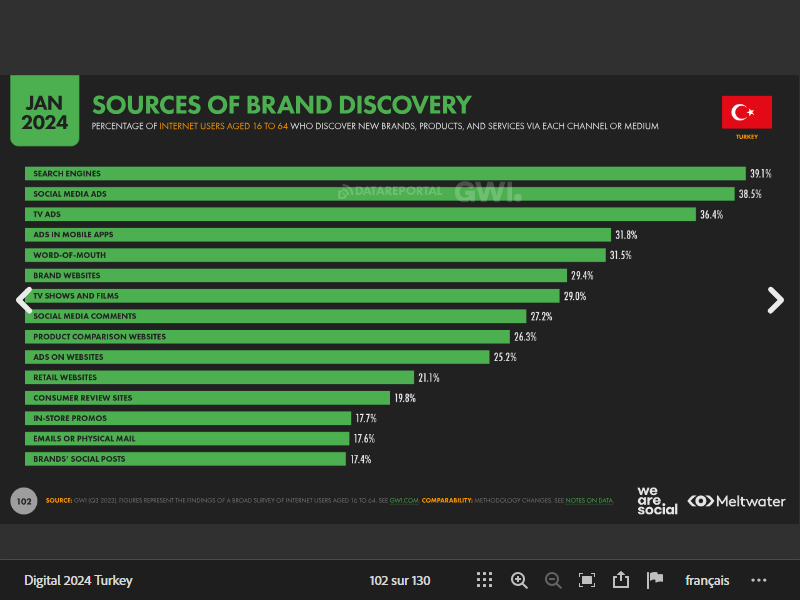 JAN
2024
SOURCES OF BRAND DISCOVERY
PERCENTAGE OF INTERNET USERS AGED 16 TO 64 WHO DISCOVER NEW BRANDS, PRODUCTS, AND SERVICES VIA EACH CHANNEL OR MEDIUM
TURKEY
SEARCH ENGINES 39.1%
SOCIAL MEDIA ADS 38.5%
DATAREPORTAL GWI.
TV ADS 36.4%
ADS IN MOBILE APPS 31.8%
WORD-OF-MOUTH 31.5%
BRAND WEBSITES 29.4%
TV SHOWS AND FILMS 29.0%
SOCIAL MEDIA COMMENTS 27.2%
PRODUCT COMPARISON WEBSITES 26.3%
ADS ON WEBSITES 25.2%
RETAIL WEBSITES 21.1%
CONSUMER REVIEW SITES 19.8%
IN-STORE PROMOS 17.7%
EMAILS OR PHYSICAL MAIL 17.6%
BRANDS' SOCIAL POSTS 17.4%
102 SOURCE: GWI (Q3 2023). FIGURES REPRESENT THE FINDINGS OF A BROAD SURVEY OF INTERNET USERS AGED 16 TO 64. SEE GWI.COM. COMPARABILITY: METHODOLOGY CHANGES. SEE NOTES ON DATA.
we
are.
social
Meltwater
Digital 2024 Turkey 102 sur 130 français